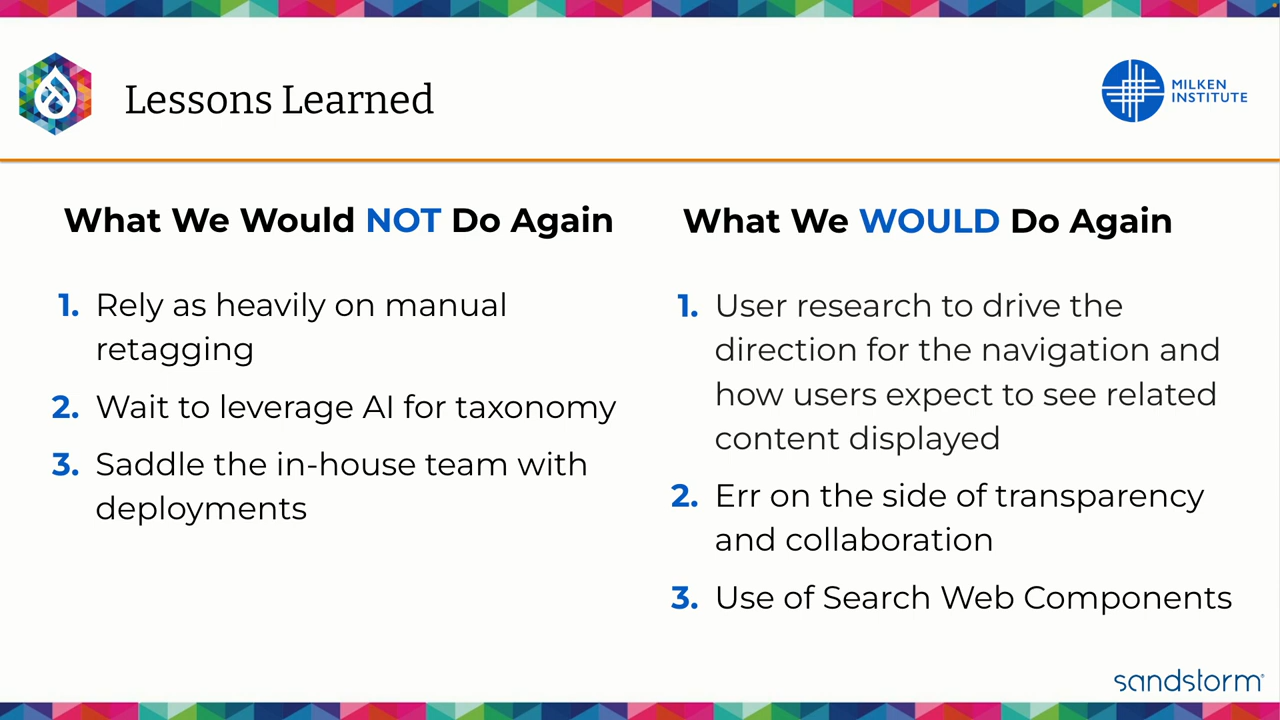 Lessons Learned
MILKEN
INSTITUTE
What We Would NOT Do Again
1. Rely as heavily on manual
retagging
2. Wait to leverage AI for taxonomy
3. Saddle the in-house team with
deployments
What We WOULD Do Again
1. User research to drive the
direction for the navigation and
how users expect to see related
content displayed
2. Err on the side of transparency
and collaboration
3. Use of Search Web Components
sandstorm